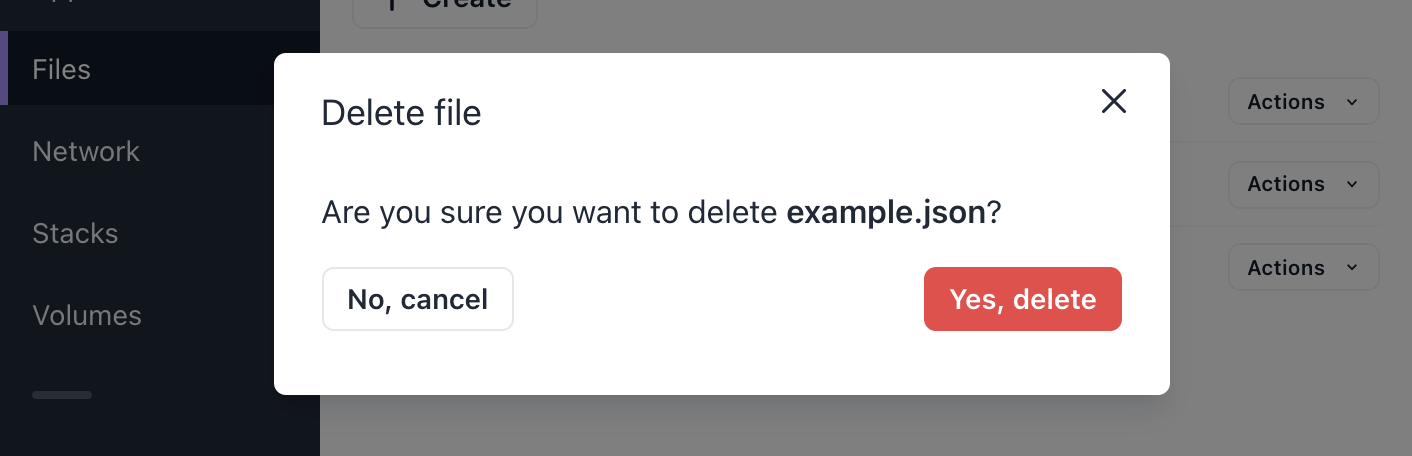 Create
Files
Network
Stacks
Volumes
Delete file
Are you sure you want to delete example.json?
No, cancel
Yes, delete
Actions
Actions
Actions